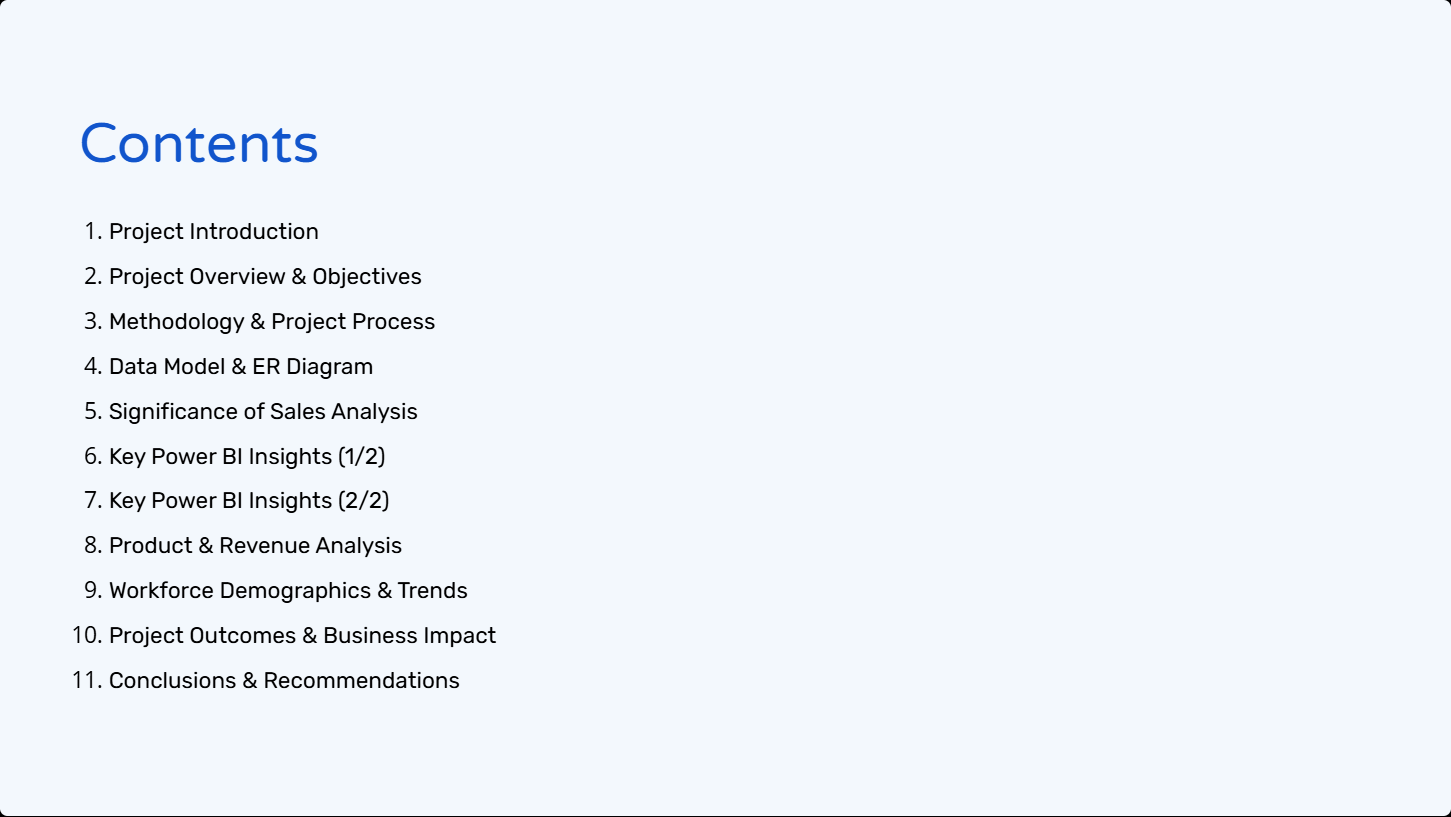 Contents
1. Project Introduction
2. Project Overview & Objectives
3. Methodology & Project Process
4. Data Model & ER Diagram
5. Significance of Sales Analysis
6. Key Power BI Insights (1/2)
7. Key Power BI Insights (2/2)
8. Product & Revenue Analysis
9. Workforce Demographics & Trends
10. Project Outcomes & Business Impact
11. Conclusions & Recommendations